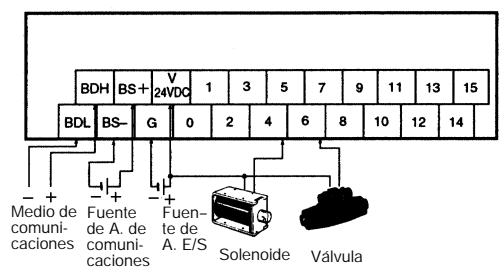 V
BDH BS+ 24VDC 1 3 5 7 9 11 13 15
BDL BS– G 0 2 4 6 8 10 12 14
– + – + – +
Medio de
comuni-
caciones
Fuente
de A. de
comuni-
caciones
Fuen-
te de
A. E/S
Solenoide
Válvula